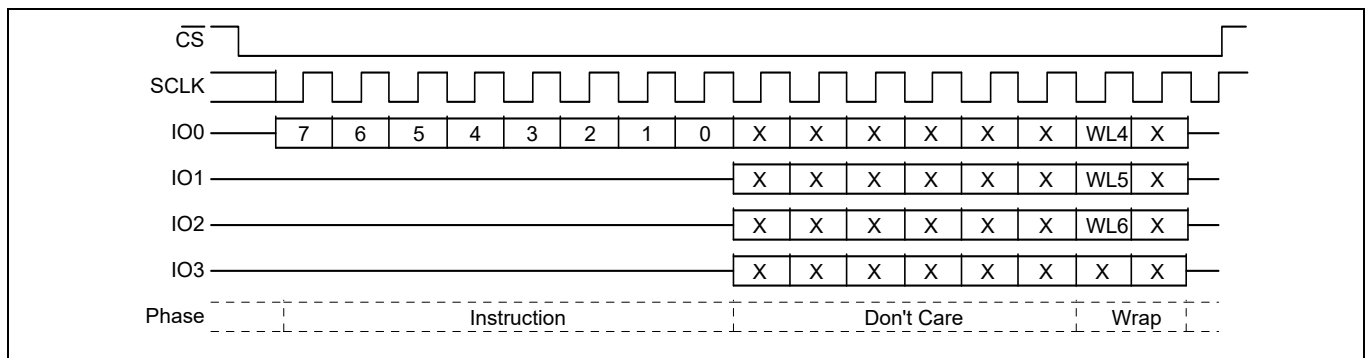 CS
SCLK
IO0 7 6 5 4 3 2 1 0 X X X X X X WL4 X
IO1 X X X X X X WL5 X
IO2 X X X X X X WL6 X
IO3 X X X X X X X X
Phase Instruction Don't Care Wrap